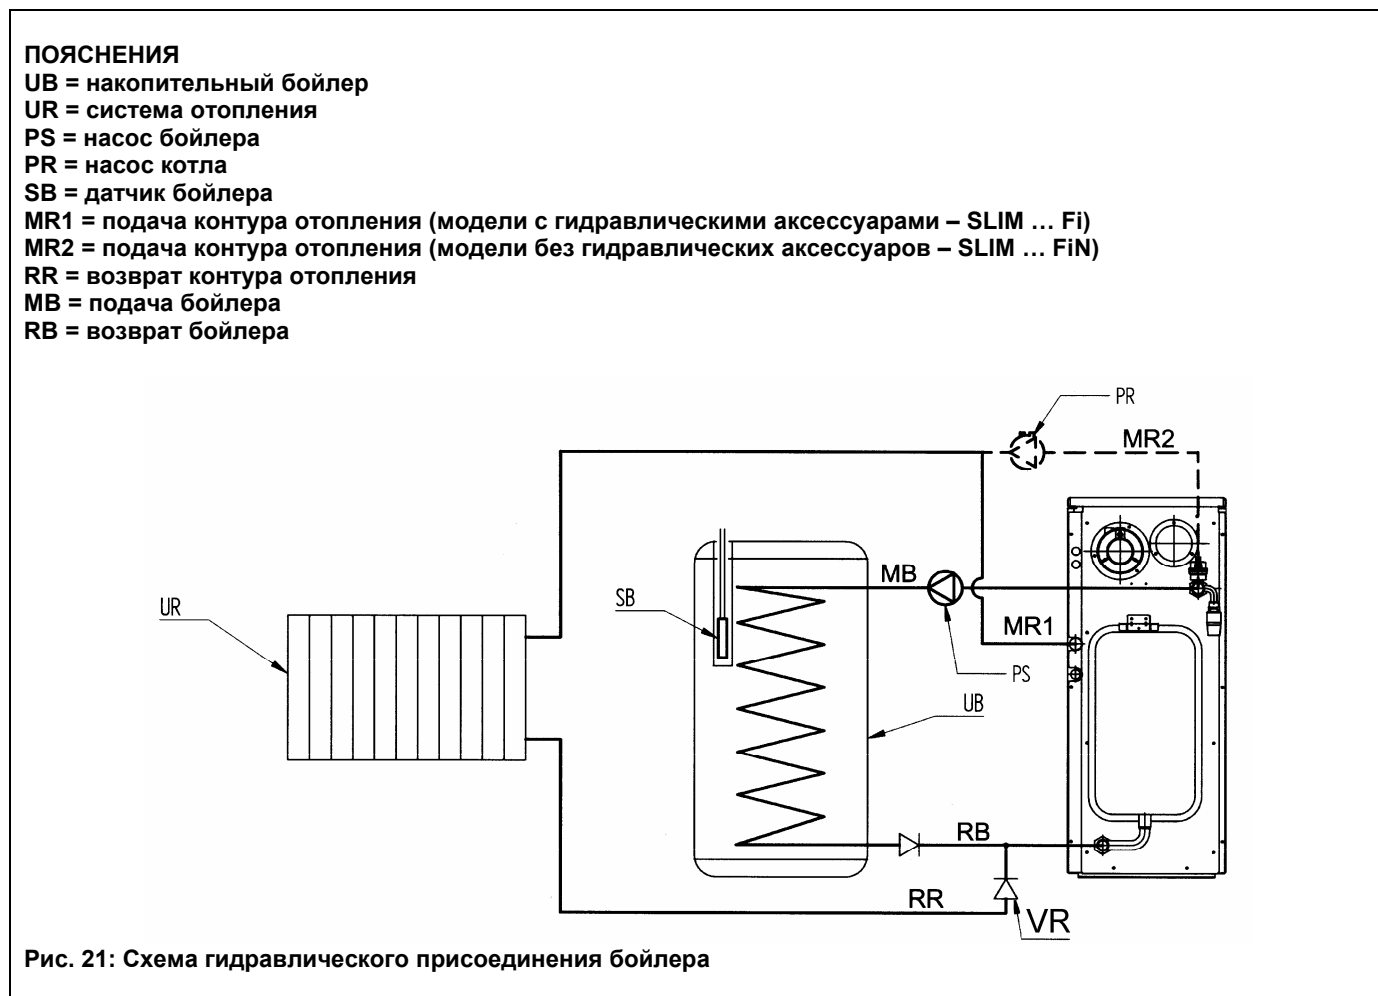 ПОЯСНЕНИЯ
UB = накопительный бойлер
UR = система отопления
PS = насос бойлера
PR = насос котла
SB = датчик бойлера
MR1 = подача контура отопления (модели с гидравлическими аксессуарами – SLIM … Fi)
MR2 = подача контура отопления (модели без гидравлических аксессуаров – SLIM … FiN)
RR = возврат контура отопления
MB = подача бойлера
RB = возврат бойлера
PR
MR2
MB
SB
UR
MR1
PS
UB
RB
RR
VR
Рис. 21: Схема гидравлического присоединения бойлера